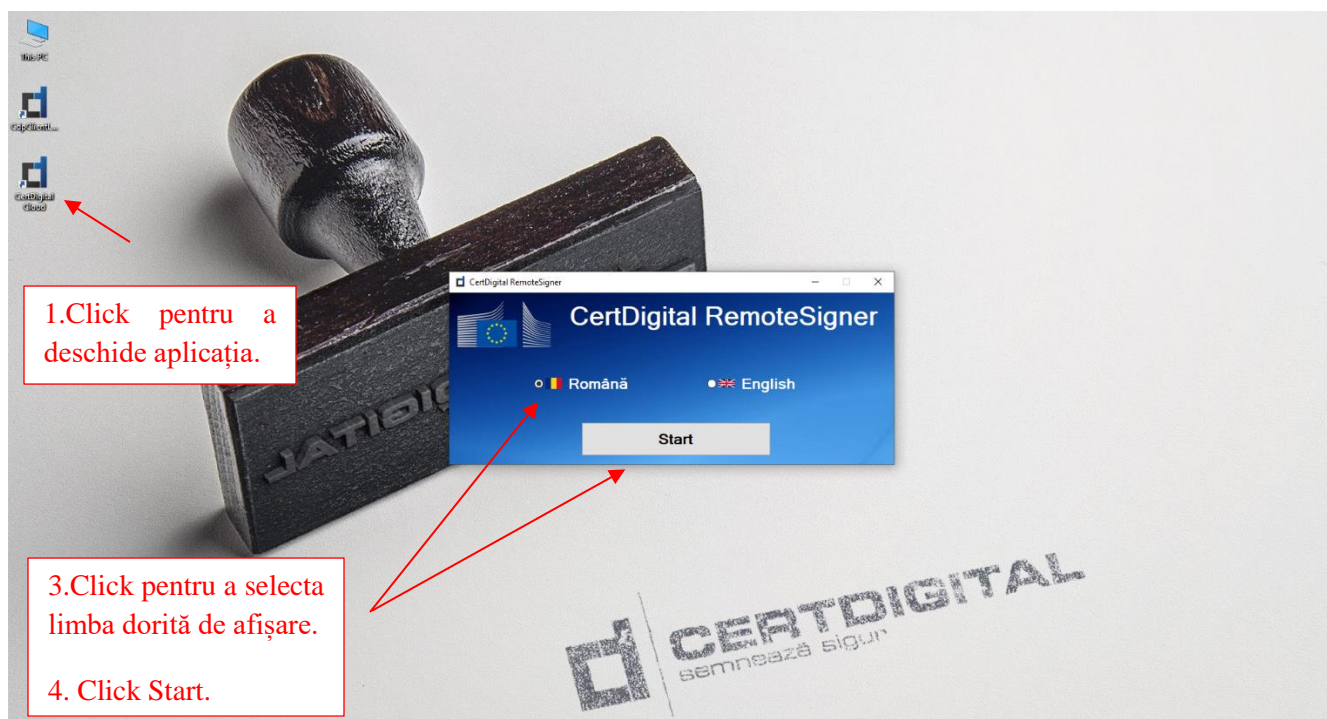 This PC
CdpClientI...
CertDigital
Cloud
1.Click pentru a
deschide aplicația.
CertDigital RemoteSigner
CertDigital RemoteSigner
Română
English
Start
3.Click pentru a selecta
limba dorită de afișare.
4. Click Start.
CERTDIGITAL
semnează sigur